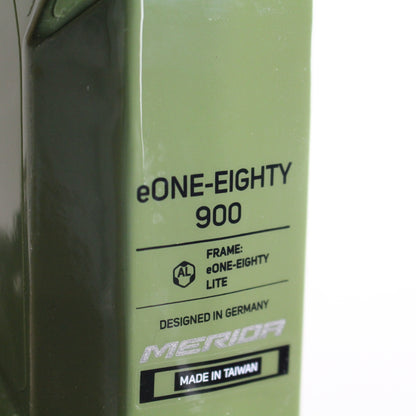 eONE-EIGHTY
900
AL
FRAME:
eONE-EIGHTY
LITE
DESIGNED IN GERMANY
MERIDA
MADE IN TAIWAN